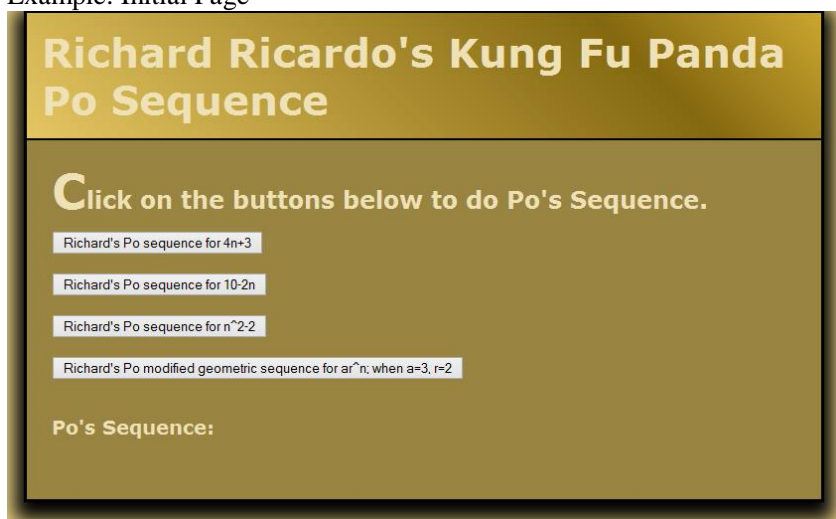 Example: Initial Page
Richard Ricardo's Kung Fu Panda
Po Sequence
Click on the buttons below to do Po's Sequence.
Richard's Po sequence for 4n+3
Richard's Po sequence for 10-2n
Richard's Po sequence for n^2-2
Richard's Po modified geometric sequence for ar^n; when a=3, r=2
Po's Sequence: